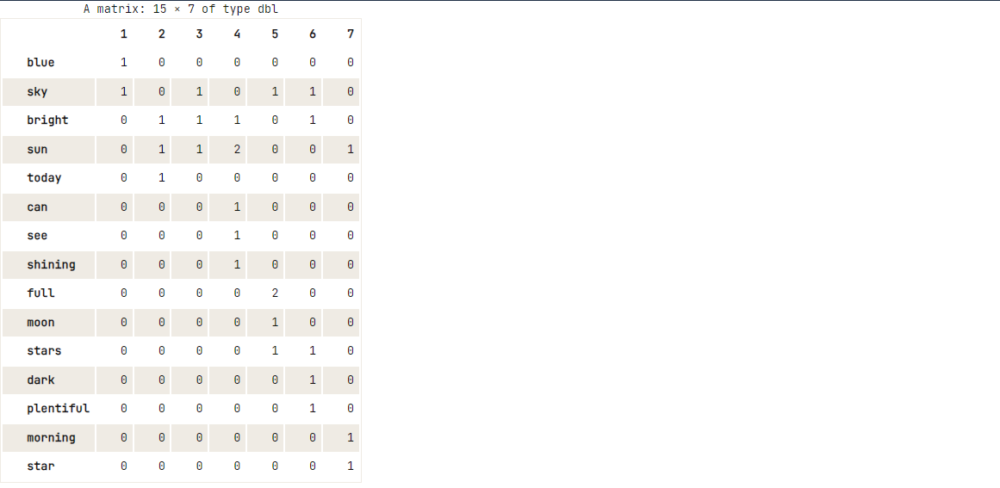 A matrix: 15 × 7 of type dbl
1 2 3 4 5 6 7
blue 1 0 0 0 0 0 0
sky 1 0 1 0 1 1 0
bright 0 1 1 1 0 1 0
sun 0 1 1 2 0 0 1
today 0 1 0 0 0 0 0
can 0 0 0 1 0 0 0
see 0 0 0 1 0 0 0
shining 0 0 0 1 0 0 0
full 0 0 0 0 2 0 0
moon 0 0 0 0 1 0 0
stars 0 0 0 0 1 1 0
dark 0 0 0 0 0 1 0
plentiful 0 0 0 0 0 1 0
morning 0 0 0 0 0 0 1
star 0 0 0 0 0 0 1